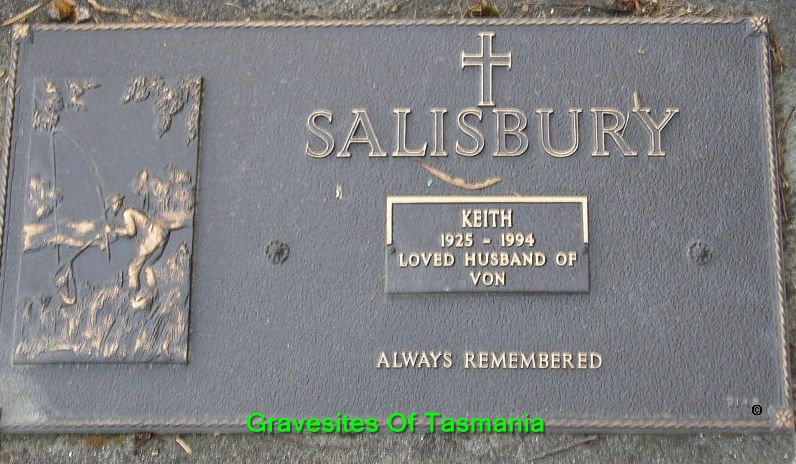 SALISBURY
KEITH
1925 - 1994
LOVED HUSBAND OF
VON
ALWAYS REMEMBERED
©
Gravesites Of Tasmania